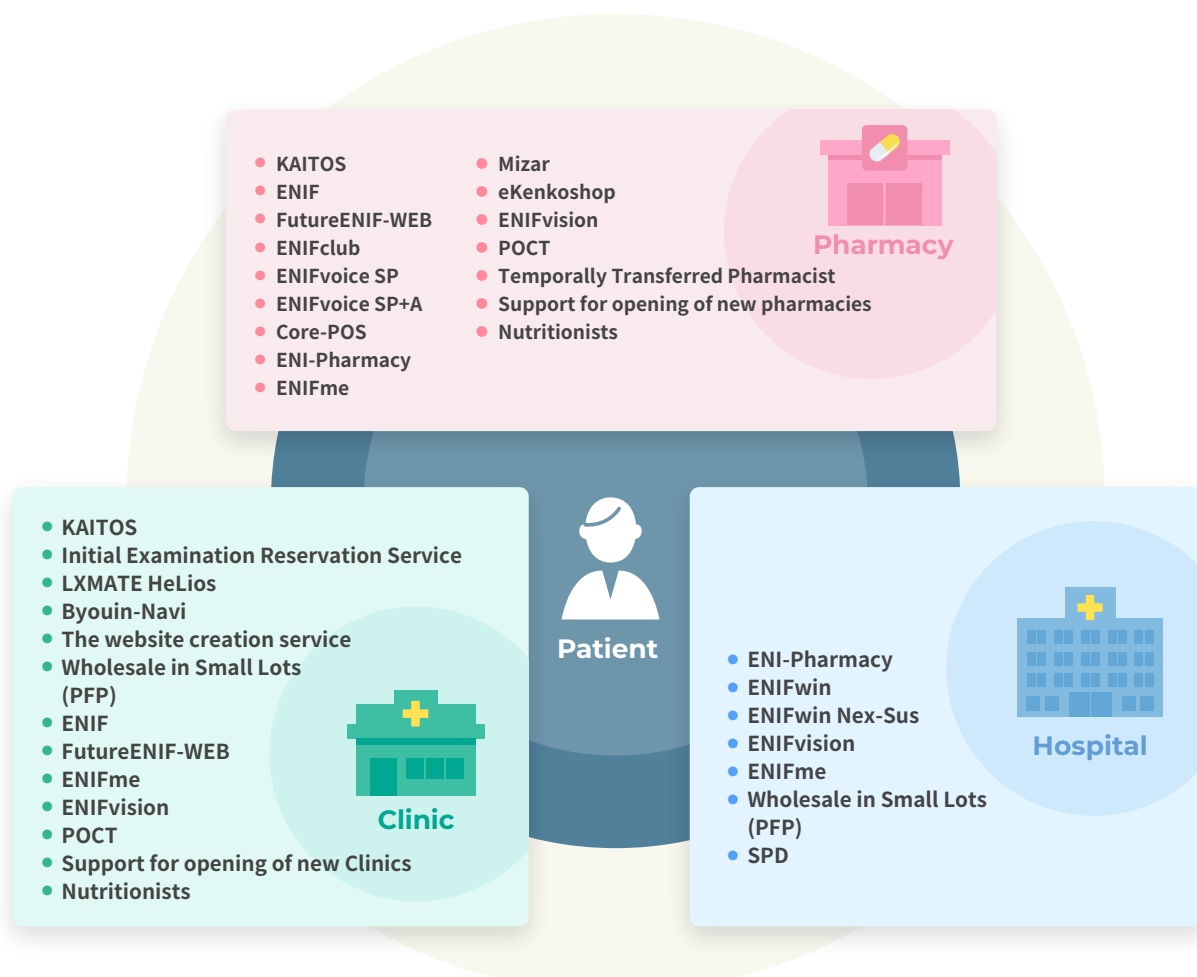 KAITOS
ENIF
FutureENIF-WEB
ENIFclub
ENIFvoice SP
ENIFvoice SP+A
Core-POS
ENI-Pharmacy
ENIFme
Mizar
eKenkoshop
ENIFvision
POCT
Temporally Transferred Pharmacist
Support for opening of new pharmacies
Nutritionists
Pharmacy
KAITOS
Initial Examination Reservation Service
LXMATE HeLios
Byouin-Navi
The website creation service
Wholesale in Small Lots
(PFP)
ENIF
FutureENIF-WEB
ENIFme
ENIFvision
POCT
Support for opening of new Clinics
Nutritionists
Clinic
Patient
ENI-Pharmacy
ENIFwin
ENIFwin Nex-Sus
ENIFvision
ENIFme
Wholesale in Small Lots
(PFP)
SPD
Hospital